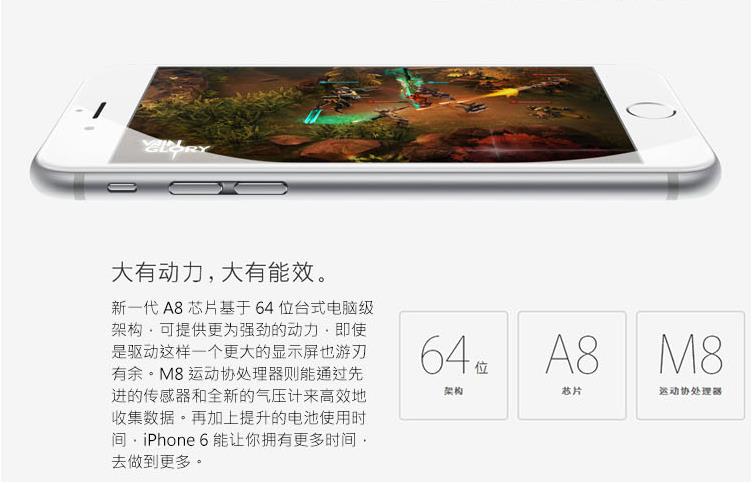 VAIN
GLORY
大有动力，大有能效。
新一代 A8 芯片基于 64 位台式电脑级
架构，可提供更为强劲的动力，即使
是驱动这样一个更大的显示屏也游刃
有余。M8 运动协处理器则能通过先
进的传感器和全新的气压计来高效地
收集数据。再加上提升的电池使用时
间，iPhone 6 能让你拥有更多时间，
去做到更多。
64 位
架构
A8
芯片
M8
运动协处理器